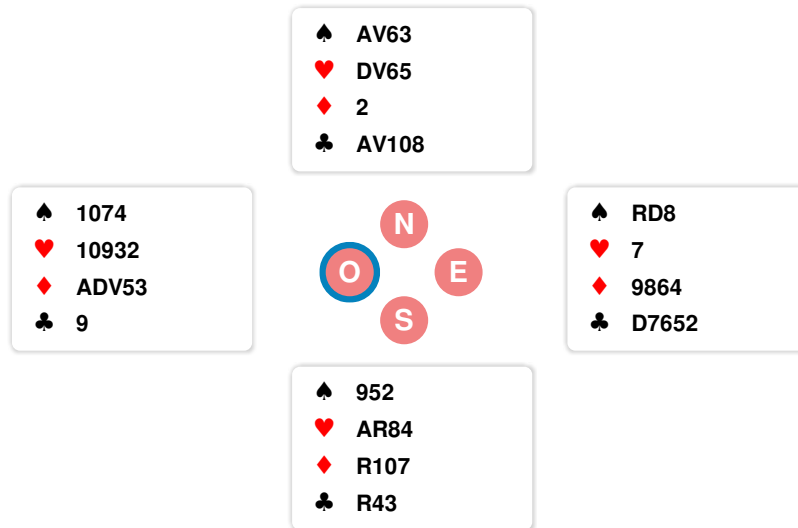 ♠ AV63
♥ DV65
♦ 2
♣ AV108
♠ 1074
♥ 10932
♦ ADV53
♣ 9
N
O E
S
♠ RD8
♥ 7
♦ 9864
♣ D7652
♠ 952
♥ AR84
♦ R107
♣ R43